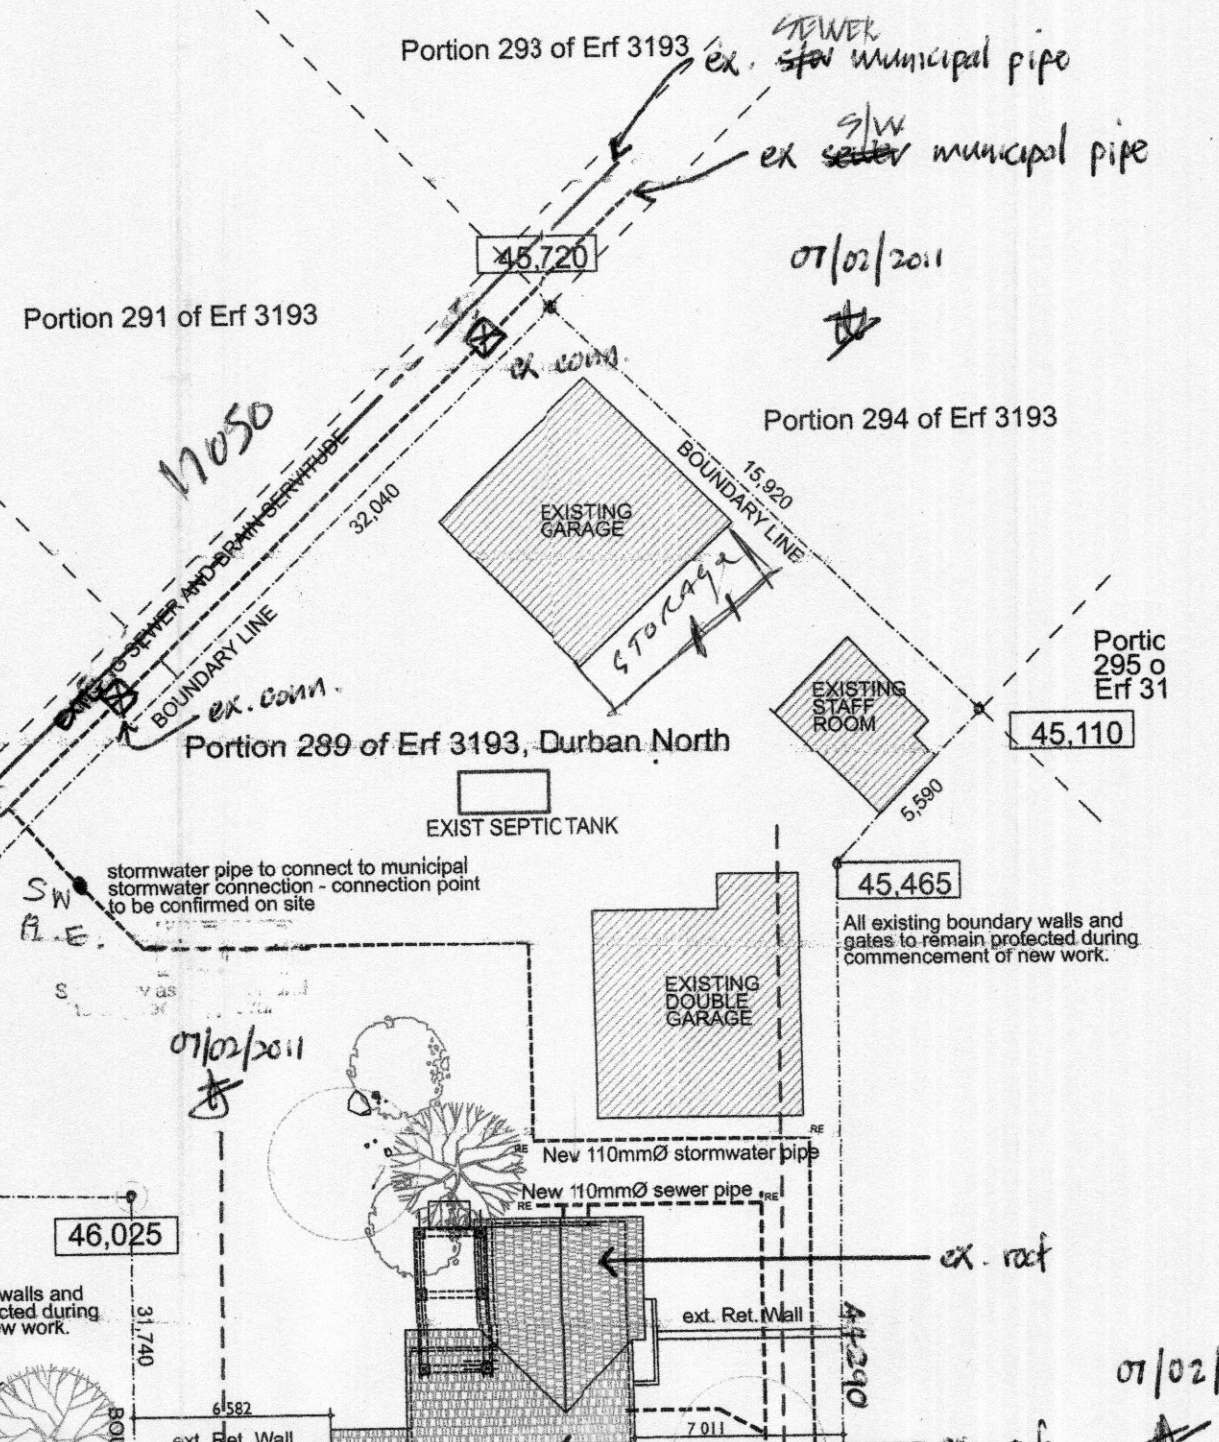 Portion 293 of Erf 3193
SEWER
ex. municipal pipe
S/W
ex sewer municipal pipe
45,720
07/02/2011
Portion 291 of Erf 3193
ex conn.
Portion 294 of Erf 3193
EXISTING SEWER AND DRAIN SERVITUDE
32,040
15,920
BOUNDARY LINE
EXISTING
GARAGE
STORAGE
BOUNDARY LINE
ex. conn.
EXISTING
STAFF
ROOM
Portic
295 o
Erf 31
45,110
Portion 289 of Erf 3193, Durban North
EXIST SEPTIC TANK
5,590
stormwater pipe to connect to municipal
stormwater connection - connection point
to be confirmed on site
SW
45,465
All existing boundary walls and
gates to remain protected during
commencement of new work.
EXISTING
DOUBLE
GARAGE
07/02/2011
RE
RE
New 110mmØ stormwater pipe
New 110mmØ sewer pipe
RE
RE
46,025
ex. roof
walls and
cted during
w work.
31,740
ext. Ret. Wall
07/02/
6 582
BOU
ext. Ret. Wall
7 011